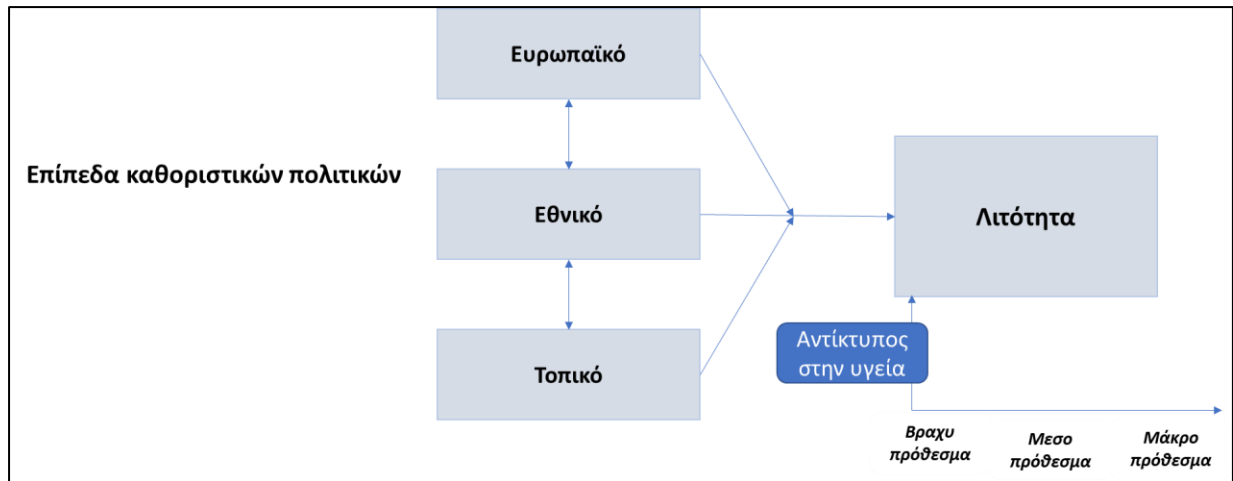 Ευρωπαϊκό
Επίπεδα καθοριστικών πολιτικών
Εθνικό
Λιτότητα
Τοπικό
Αντίκτυπος
στην υγεία
Βραχυ
πρόθεσμα
Μεσο
πρόθεσμα
Μάκρο
πρόθεσμα